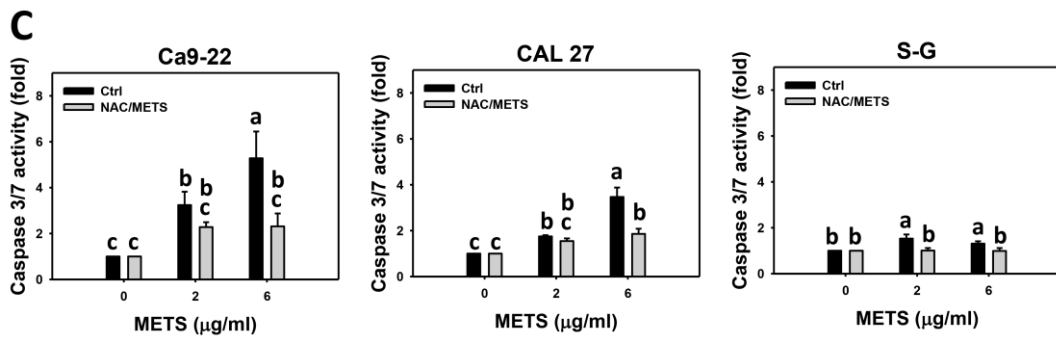 C
Ca9-22
Caspase 3/7 activity (fold)
8
6
4
2
0
Ctrl
NAC/METS
c c
b
b
c
a
b
c
0 2 6
METS (μg/ml)
CAL 27
Caspase 3/7 activity (fold)
8
6
4
2
0
Ctrl
NAC/METS
c c
b
b
c
a
b
0 2 6
METS (μg/ml)
S-G
Caspase 3/7 activity (fold)
8
6
4
2
0
Ctrl
NAC/METS
b b
a b
a b
0 2 6
METS (μg/ml)